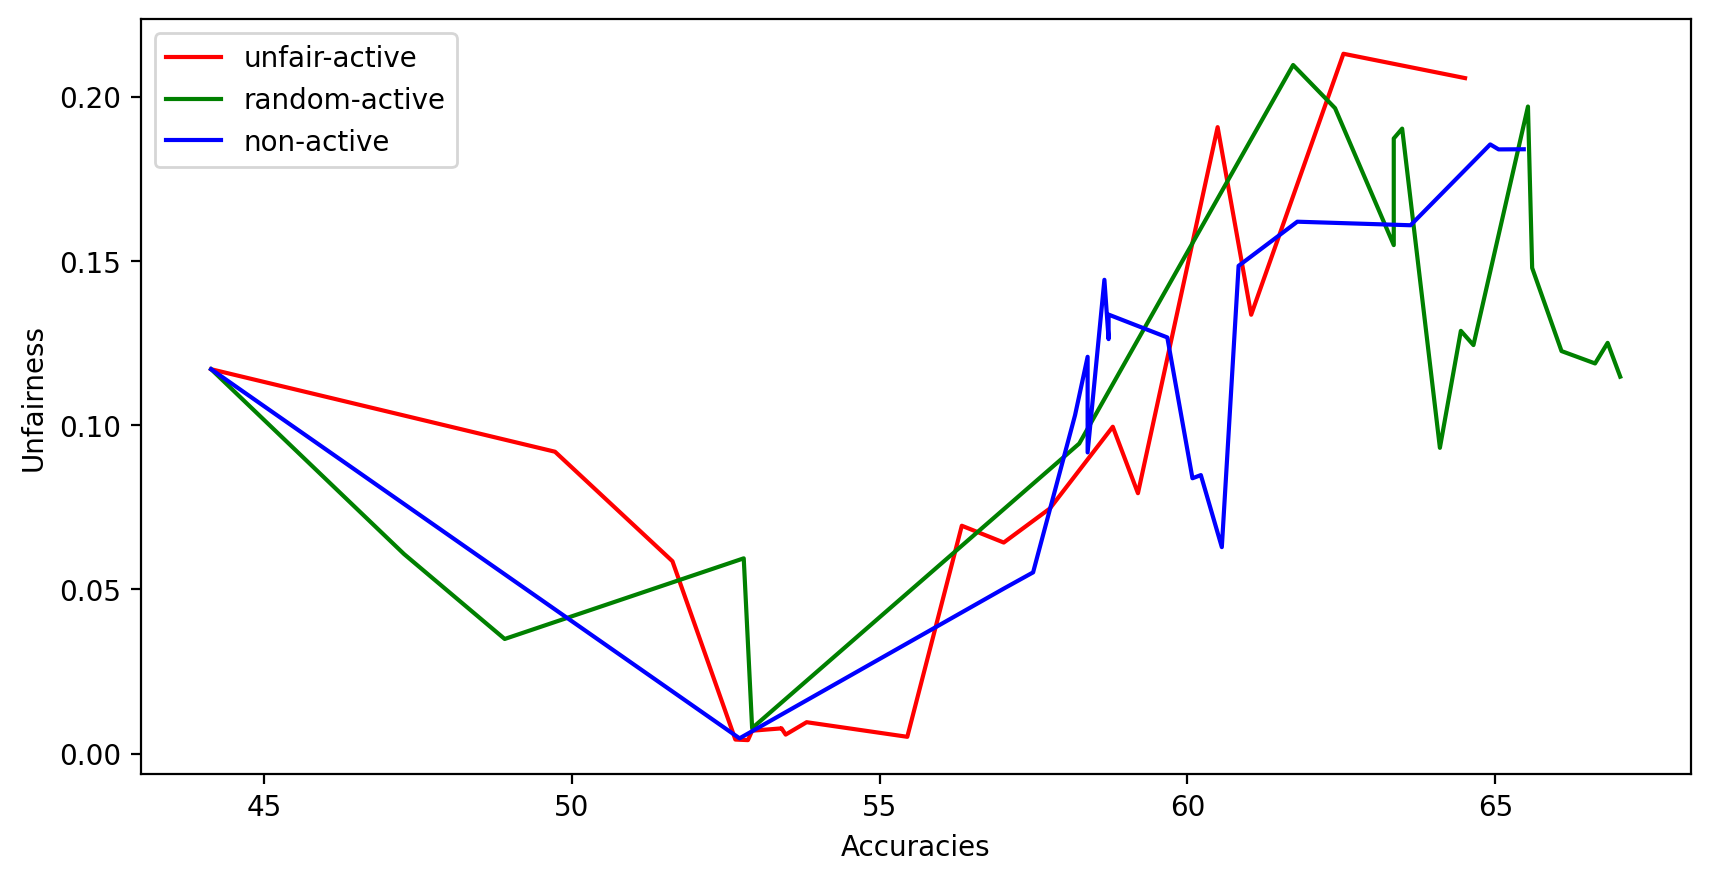 unfair-active
random-active
non-active
0.20
0.15
0.10
0.05
0.00
Unfairness
45 50 55 60 65
Accuracies